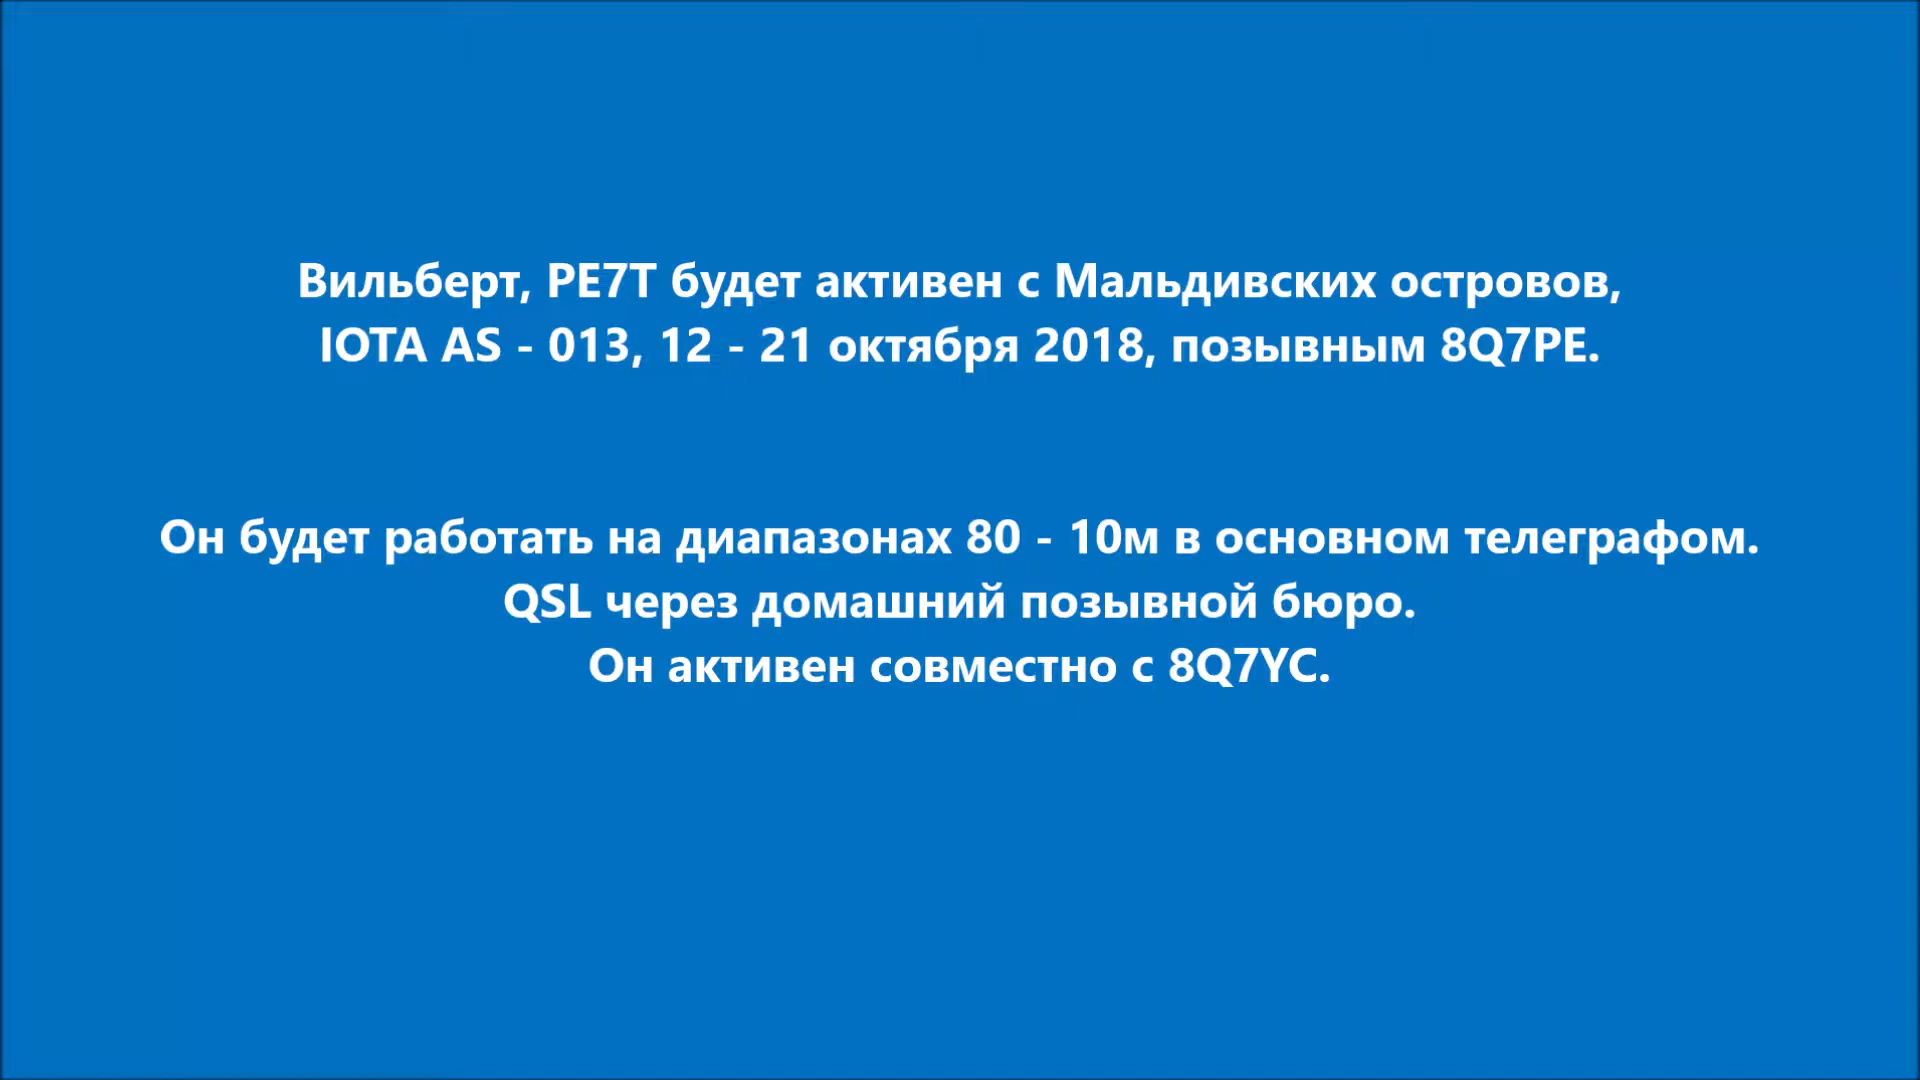 Вильберт, PE7T будет активен с Мальдивских островов,
IOTA AS - 013, 12 - 21 октября 2018, позывным 8Q7PE.
Он будет работать на диапазонах 80 - 10м в основном телеграфом.
QSL через домашний позывной бюро.
Он активен совместно с 8Q7YC.